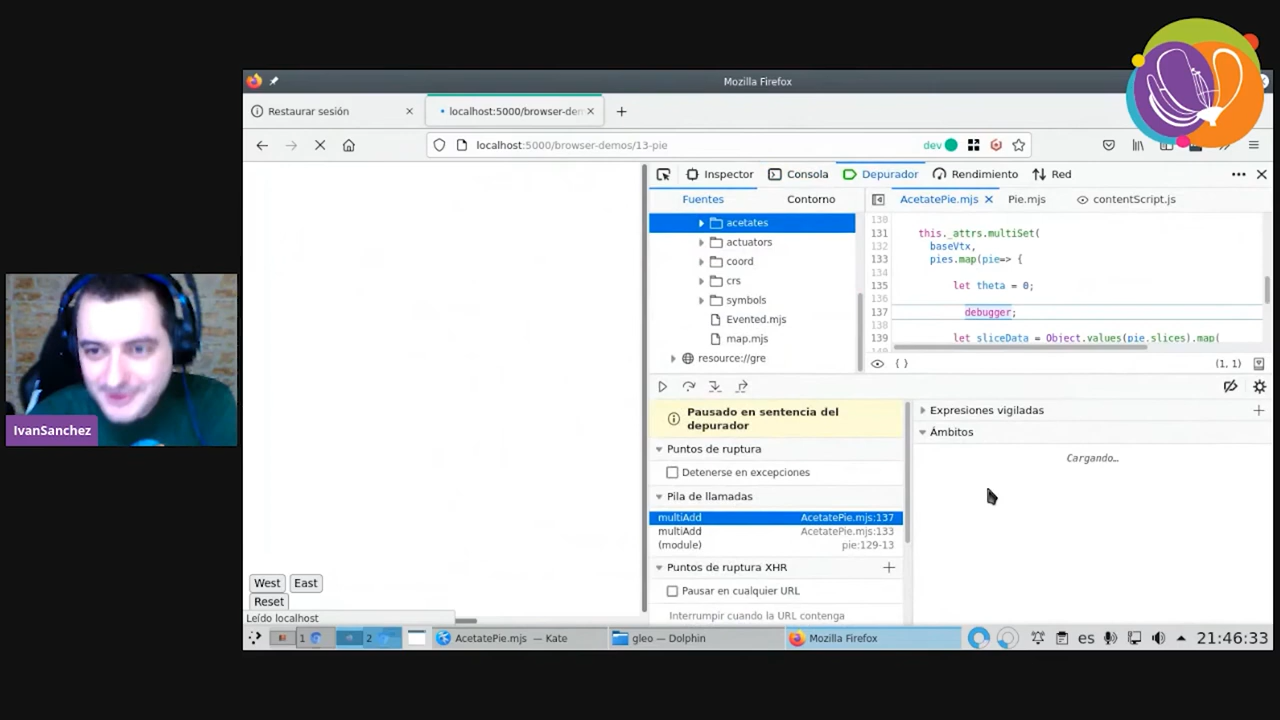 Mozilla Firefox
Restaurar sesión
localhost:5000/browser-den
localhost:5000/browser-demos/13-pie
dev
Inspector
Consola
Depurador
Rendimiento
Red
Fuentes
Contorno
AcetatePie.mjs
Pie.mjs
contentScript.js
acetates
actuators
coord
crs
symbols
Evented.mjs
map.mjs
resource://gre
130
131 this._attrs.multiSet(
132 baseVtx,
133 pies.map(pie=> {
134
135 let theta = 0;
136
137 debugger;
138
139 let sliceData = Object.values(pie.slices).map(
{ }
(1, 1)
Pausado en sentencia del
depurador
Puntos de ruptura
Detenerse en excepciones
Pila de llamadas
multiAdd AcetatePie.mjs:137
multiAdd AcetatePie.mjs:133
(module) pie:129-13
Puntos de ruptura XHR
Pausar en cualquier URL
Interrumpir cuando la URL contenga
Expresiones vigiladas
Ámbitos
Cargando…
IvanSanchez
West
East
Reset
Leído localhost
1
2
AcetatePie.mjs — Kate
gleo — Dolphin
Mozilla Firefox
es
21:46:33